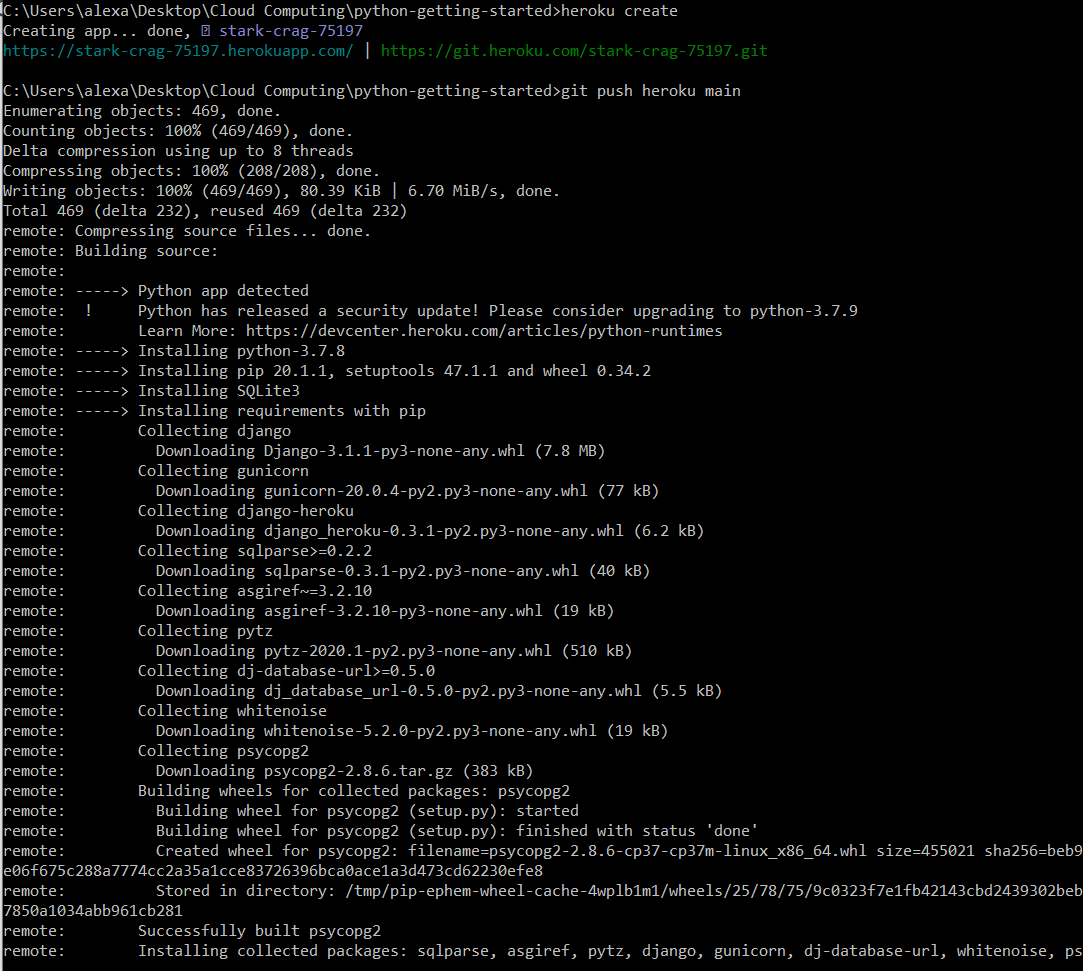 C:\Users\alexa\Desktop\Cloud Computing\python-getting-started>heroku create
Creating app... done, stark-crag-75197
https://stark-crag-75197.herokuapp.com/ | https://git.heroku.com/stark-crag-75197.git
C:\Users\alexa\Desktop\Cloud Computing\python-getting-started>git push heroku main
Enumerating objects: 469, done.
Counting objects: 100% (469/469), done.
Delta compression using up to 8 threads
Compressing objects: 100% (208/208), done.
Writing objects: 100% (469/469), 80.39 KiB | 6.70 MiB/s, done.
Total 469 (delta 232), reused 469 (delta 232)
remote: Compressing source files... done.
remote: Building source:
remote:
remote: -----> Python app detected
remote:  !     Python has released a security update! Please consider upgrading to python-3.7.9
remote:        Learn More: https://devcenter.heroku.com/articles/python-runtimes
remote: -----> Installing python-3.7.8
remote: -----> Installing pip 20.1.1, setuptools 47.1.1 and wheel 0.34.2
remote: -----> Installing SQLite3
remote: -----> Installing requirements with pip
remote:        Collecting django
remote:          Downloading Django-3.1.1-py3-none-any.whl (7.8 MB)
remote:        Collecting gunicorn
remote:          Downloading gunicorn-20.0.4-py2.py3-none-any.whl (77 kB)
remote:        Collecting django-heroku
remote:          Downloading django_heroku-0.3.1-py2.py3-none-any.whl (6.2 kB)
remote:        Collecting sqlparse>=0.2.2
remote:          Downloading sqlparse-0.3.1-py2.py3-none-any.whl (40 kB)
remote:        Collecting asgiref~=3.2.10
remote:          Downloading asgiref-3.2.10-py3-none-any.whl (19 kB)
remote:        Collecting pytz
remote:          Downloading pytz-2020.1-py2.py3-none-any.whl (510 kB)
remote:        Collecting dj-database-url>=0.5.0
remote:          Downloading dj_database_url-0.5.0-py2.py3-none-any.whl (5.5 kB)
remote:        Collecting whitenoise
remote:          Downloading whitenoise-5.2.0-py2.py3-none-any.whl (19 kB)
remote:        Collecting psycopg2
remote:          Downloading psycopg2-2.8.6.tar.gz (383 kB)
remote:        Building wheels for collected packages: psycopg2
remote:          Building wheel for psycopg2 (setup.py): started
remote:          Building wheel for psycopg2 (setup.py): finished with status 'done'
remote:          Created wheel for psycopg2: filename=psycopg2-2.8.6-cp37-cp37m-linux_x86_64.whl size=455021 sha256=beb9
e06f675c288a7774cc2a35a1cce83726396bca0ace1a3d473cd62230efe8
remote:          Stored in directory: /tmp/pip-ephem-wheel-cache-4wplb1m1/wheels/25/78/75/9c0323f7e1fb42143cbd2439302beb
7850a1034abb961cb281
remote:        Successfully built psycopg2
remote:        Installing collected packages: sqlparse, asgiref, pytz, django, gunicorn, dj-database-url, whitenoise, ps